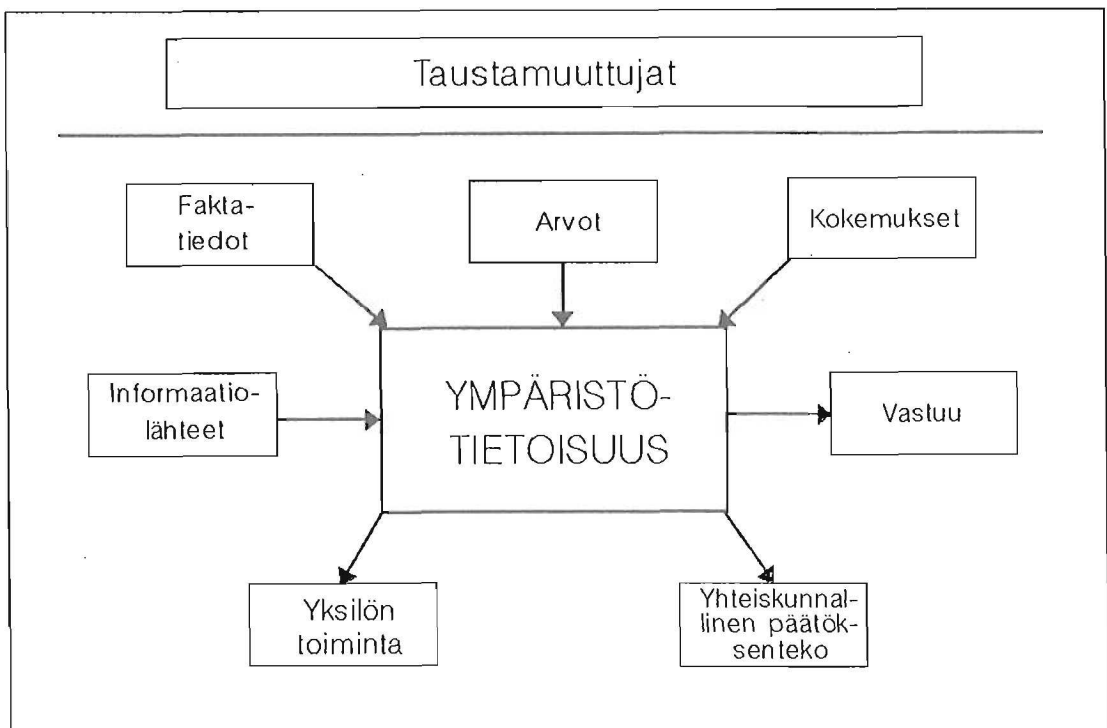 Taustamuuttujat
Fakta-
tiedot
Arvot
Kokemukset
Informaatio-
lähteet
YMPÄRISTÖ-
TIETOISUUS
Vastuu
Yksilön
toiminta
Yhteiskunnal-
linen päätök-
senteko